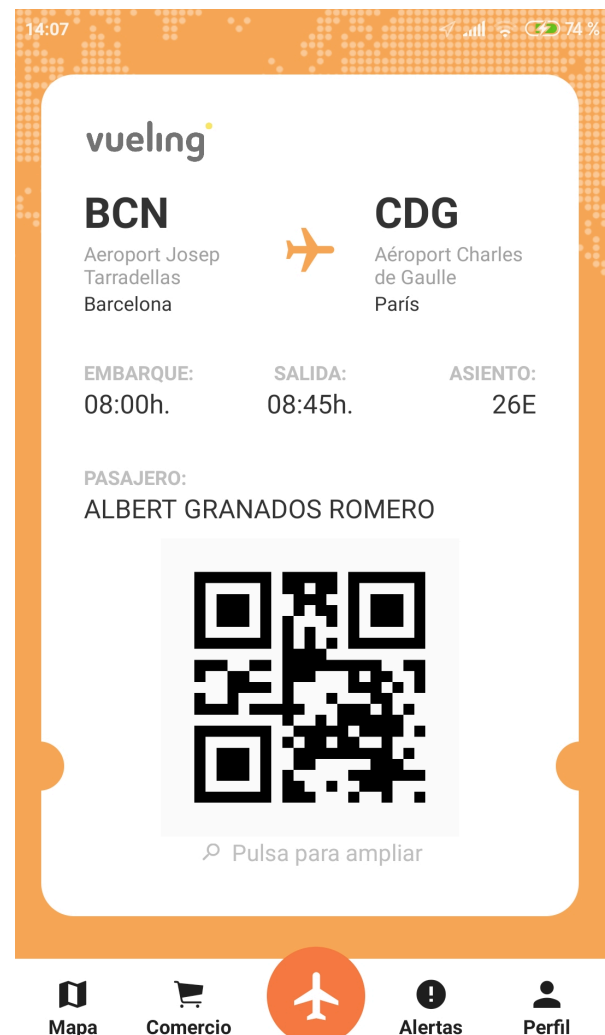 14:07
74 %
vueling
BCN
CDG
Aeroport Josep
Tarradellas
Aéroport Charles
de Gaulle
Barcelona
París
EMBARQUE:
SALIDA:
ASIENTO:
08:00h.
08:45h.
26E
PASAJERO:
ALBERT GRANADOS ROMERO
Pulsa para ampliar
Mapa
Comercio
Alertas
Perfil